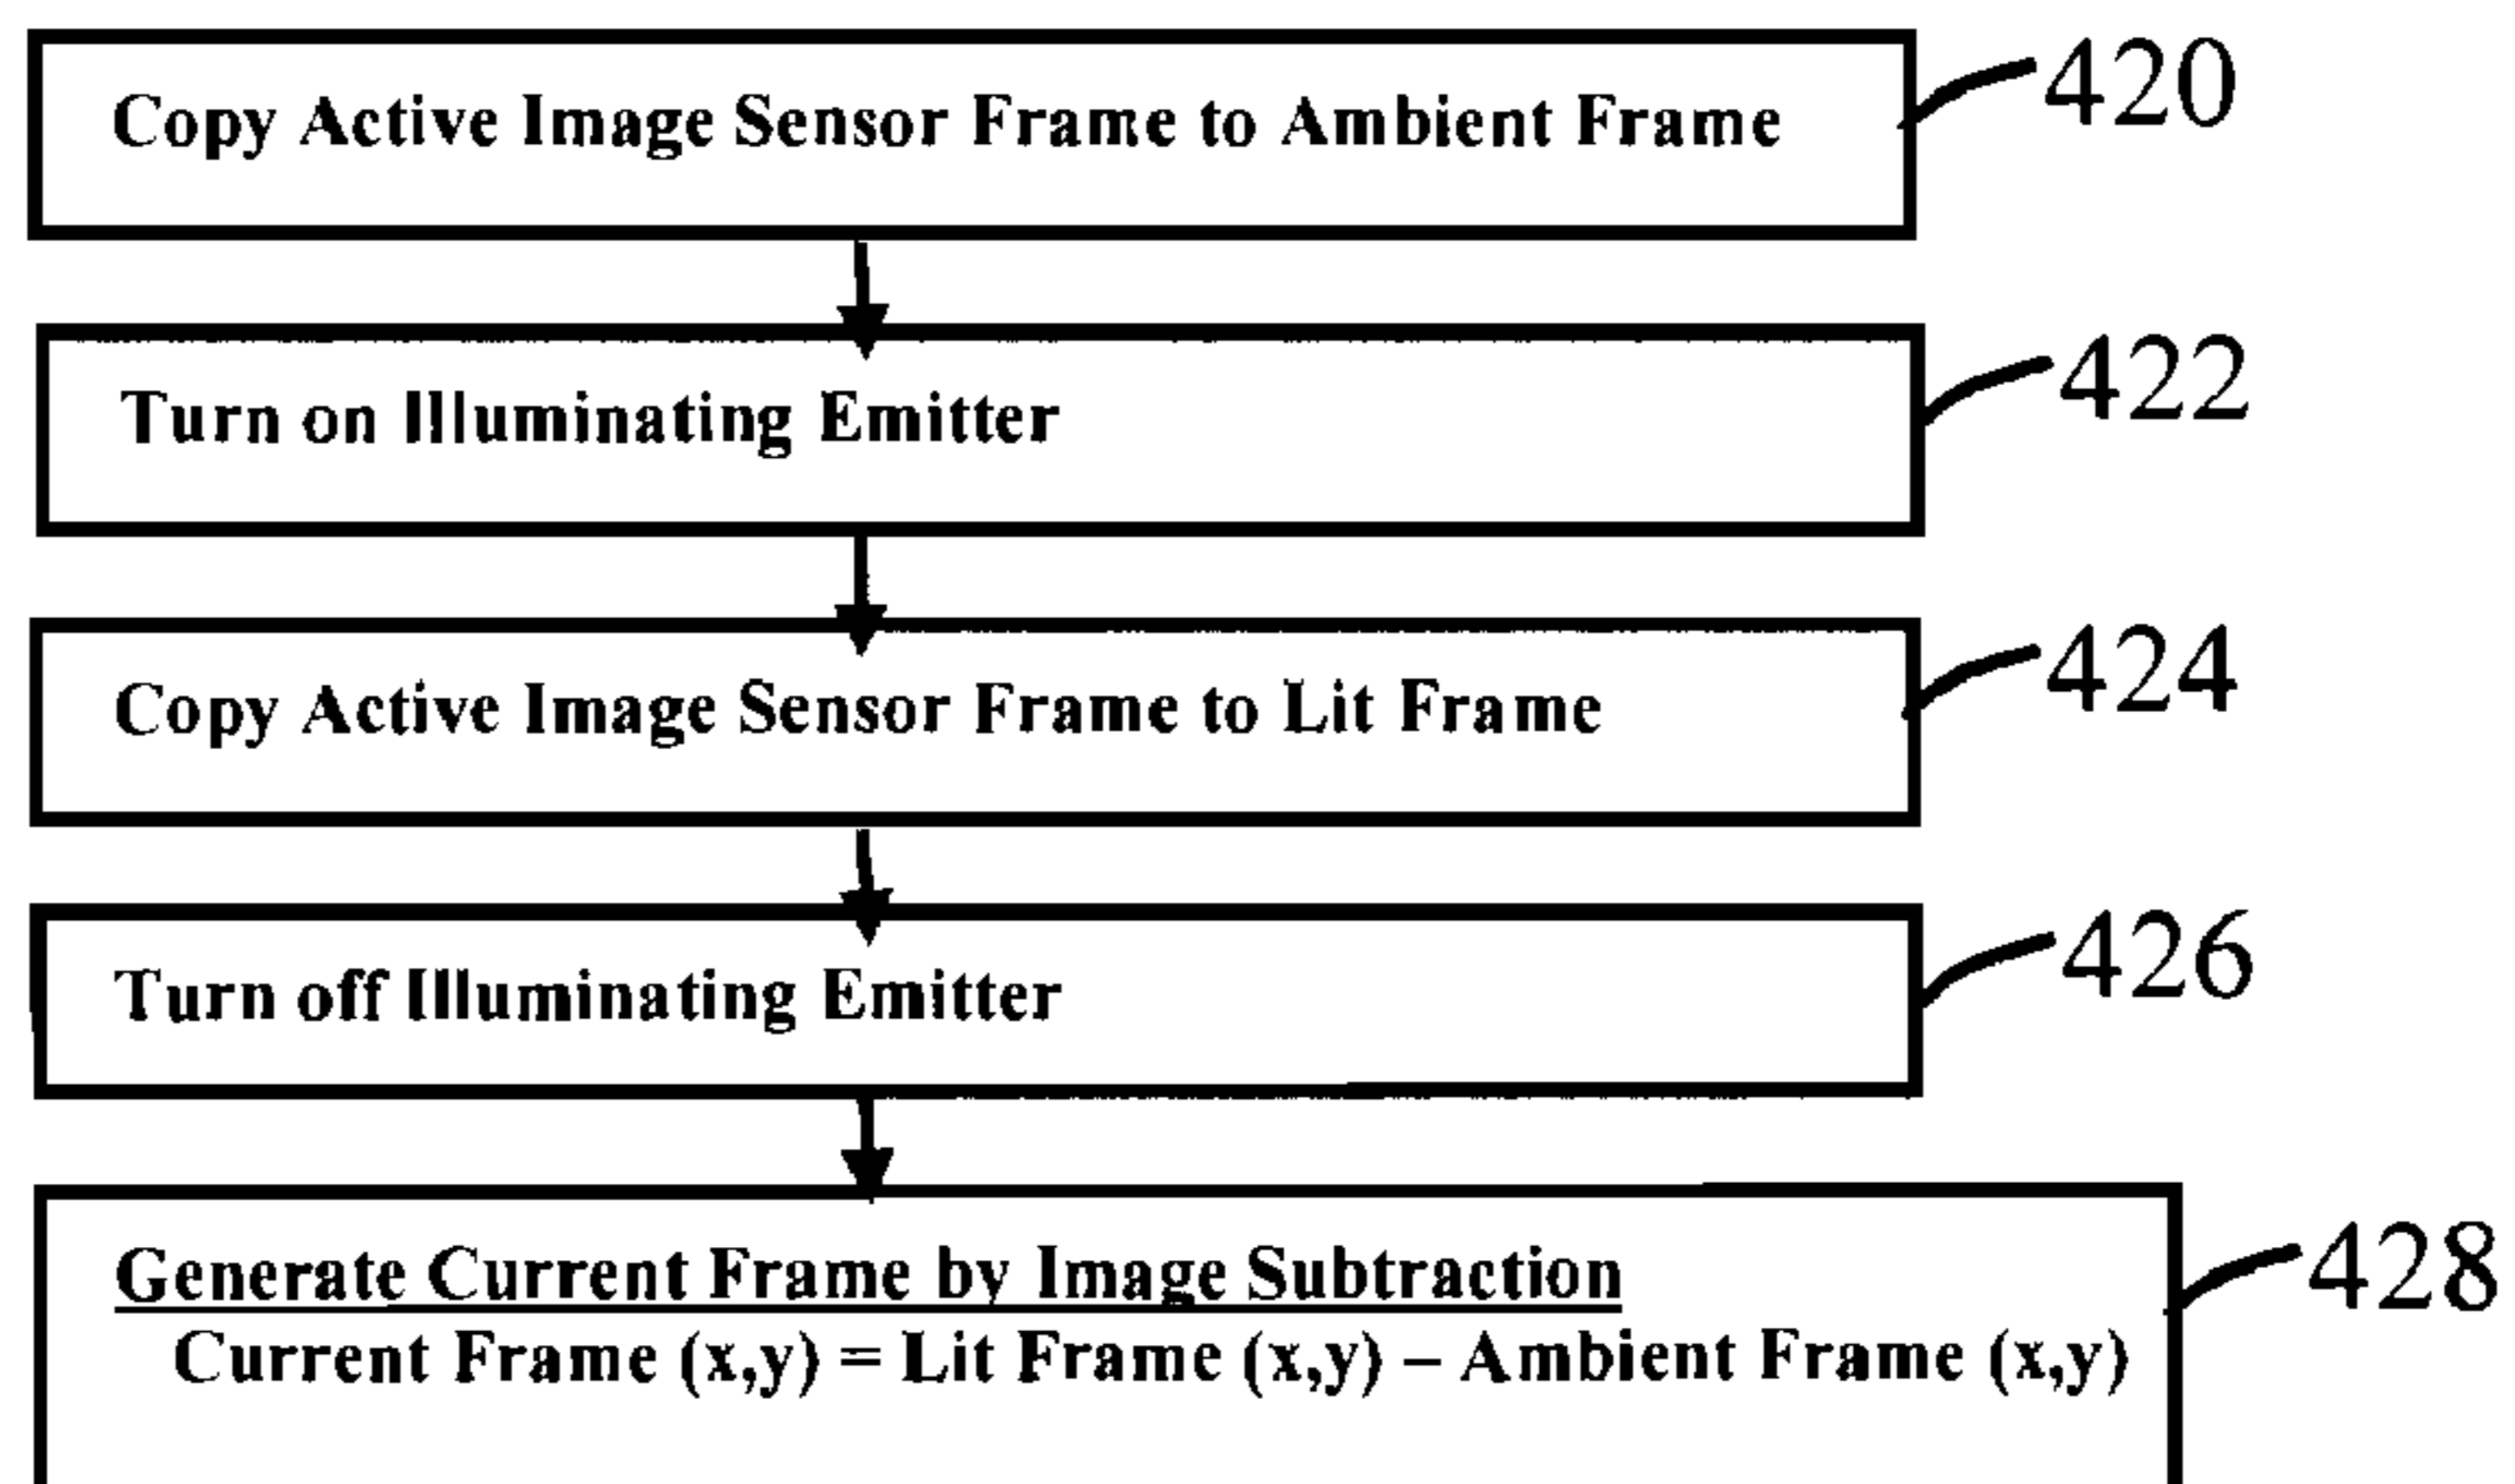 Copy Active Image Sensor Frame to Ambient Frame
420
Turn on Illuminating Emitter
422
Copy Active Image Sensor Frame to Lit Frame
424
Turn off Illuminating Emitter
426
Generate Current Frame by Image Subtraction
428
Current Frame (x,y) = Lit Frame (x,y) – Ambient Frame (x,y)